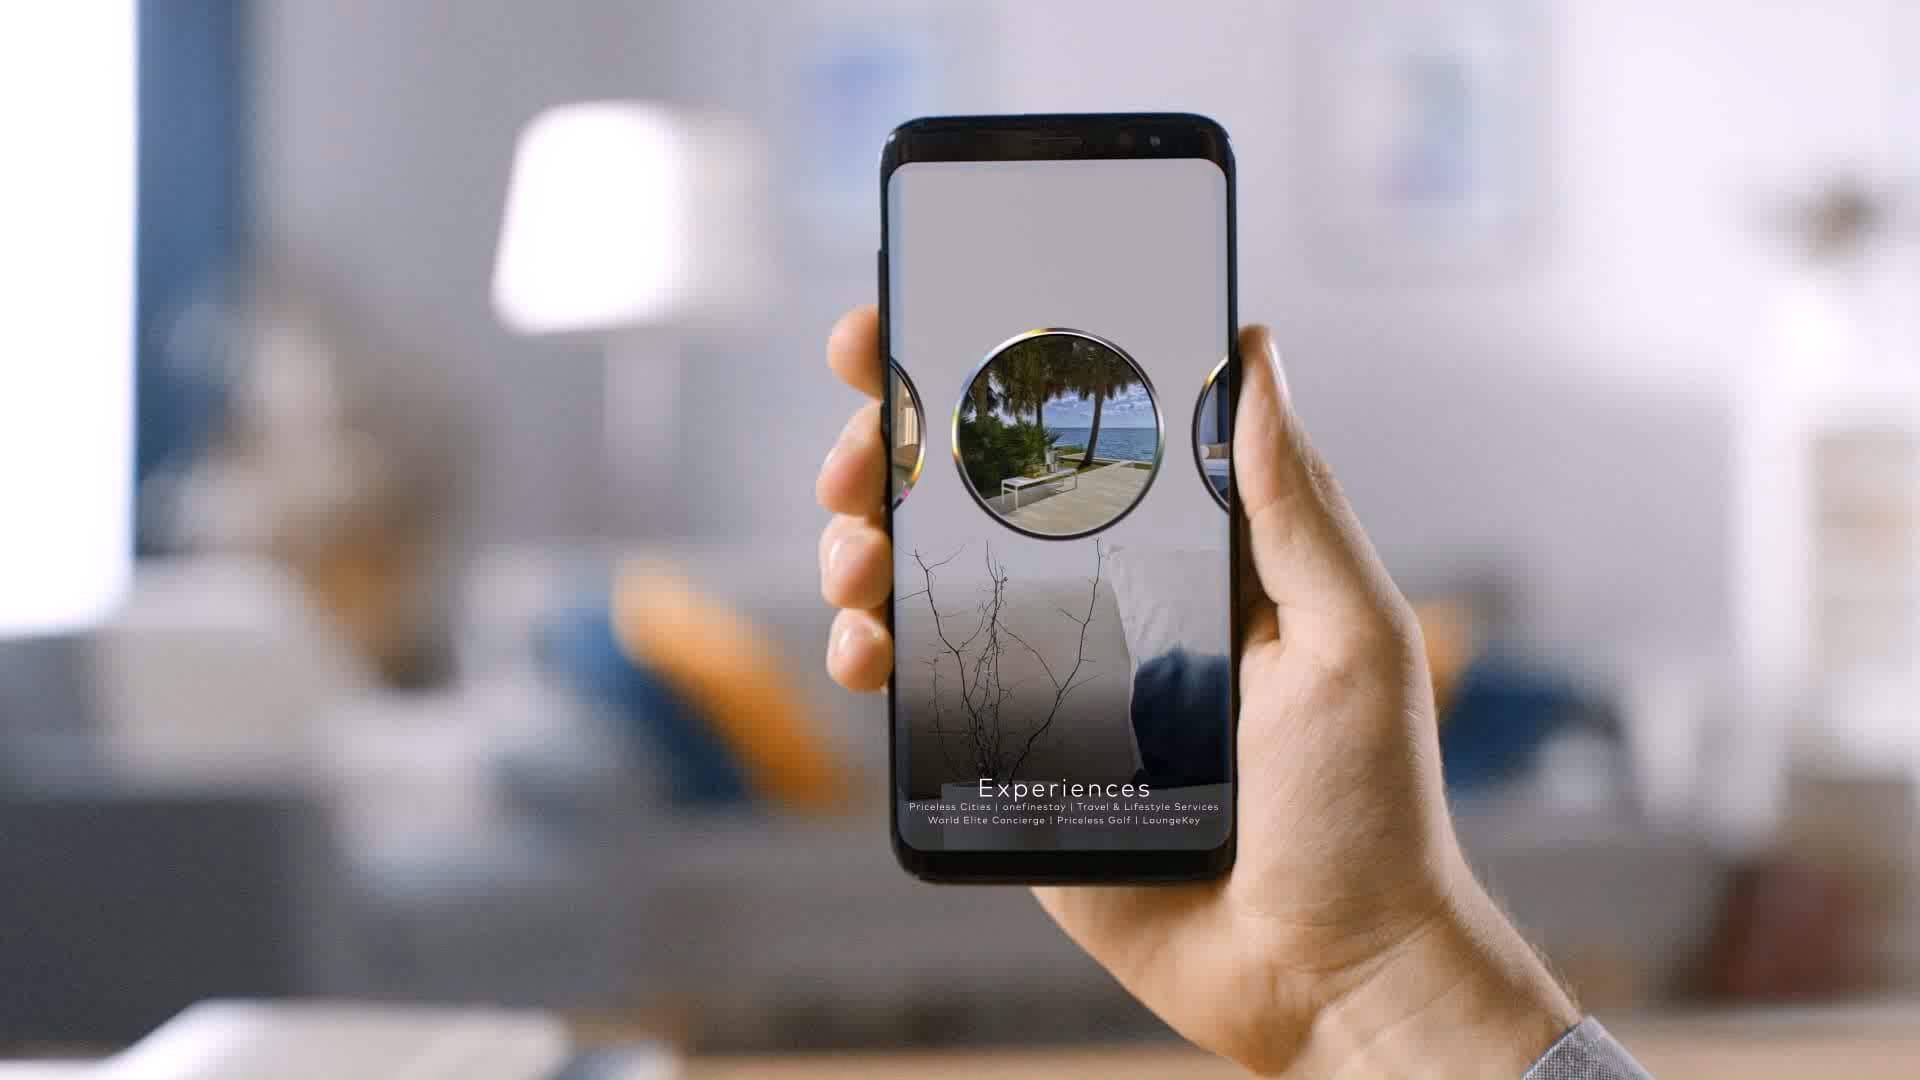 Experiences
Priceless Cities | onefinestay | Travel & Lifestyle Services
World Elite Concierge | Priceless Golf | LoungeKey